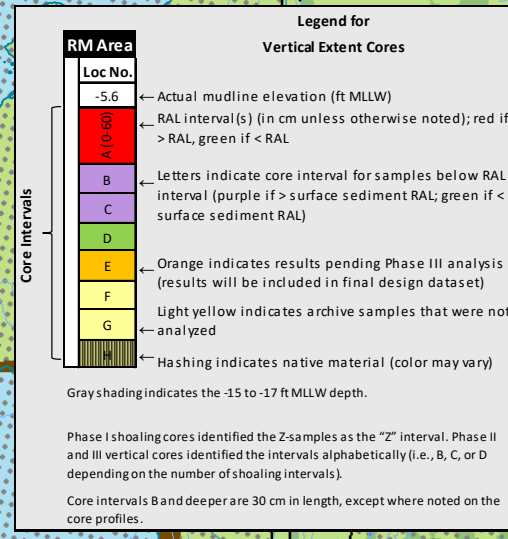 Legend for
Vertical Extent Cores
RM Area
Loc No.
-5.6
Actual mudline elevation (ft MLLW)
A (0-60)
RAL interval(s) (in cm unless otherwise noted); red if
> RAL, green if < RAL
B
Letters indicate core interval for samples below RAL
interval (purple if > surface sediment RAL; green if <
surface sediment RAL)
C
D
Core Intervals
E
Orange indicates results pending Phase III analysis
(results will be included in final design dataset)
F
Light yellow indicates archive samples that were not
analyzed
G
H
Hashing indicates native material (color may vary)
Gray shading indicates the -15 to -17 ft MLLW depth.
Phase I shoaling cores identified the Z-samples as the “Z” interval. Phase II
and III vertical cores identified the intervals alphabetically (i.e., B, C, or D
depending on the number of shoaling intervals).
Core intervals B and deeper are 30 cm in length, except where noted on the
core profiles.